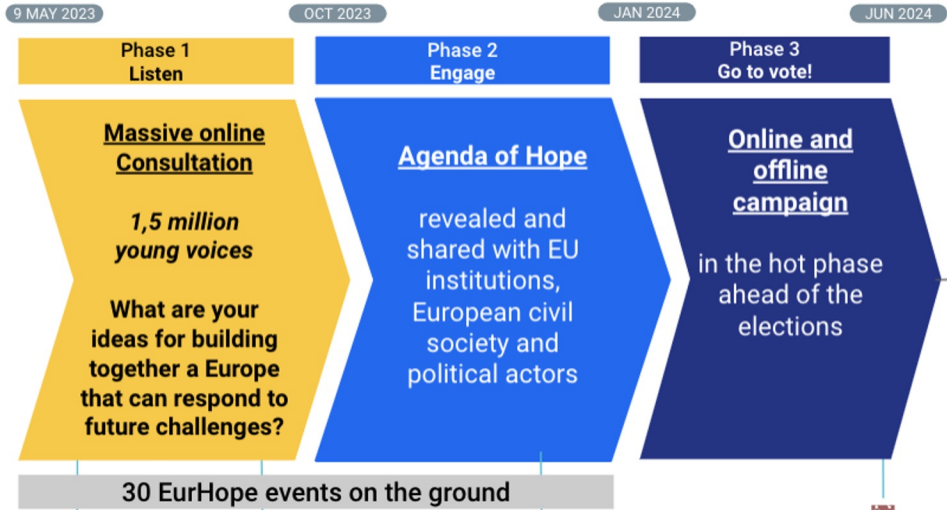 9 MAY 2023
OCT 2023
JAN 2024
JUN 2024
Phase 1
Listen
Phase 2
Engage
Phase 3
Go to vote!
Massive online
Consultation
1,5 million
young voices
What are your
ideas for building
together a Europe
that can respond to
future challenges?
Agenda of Hope
revealed and
shared with EU
institutions,
European civil
society and
political actors
Online and
offline
campaign
in the hot phase
ahead of the
elections
30 EurHope events on the ground